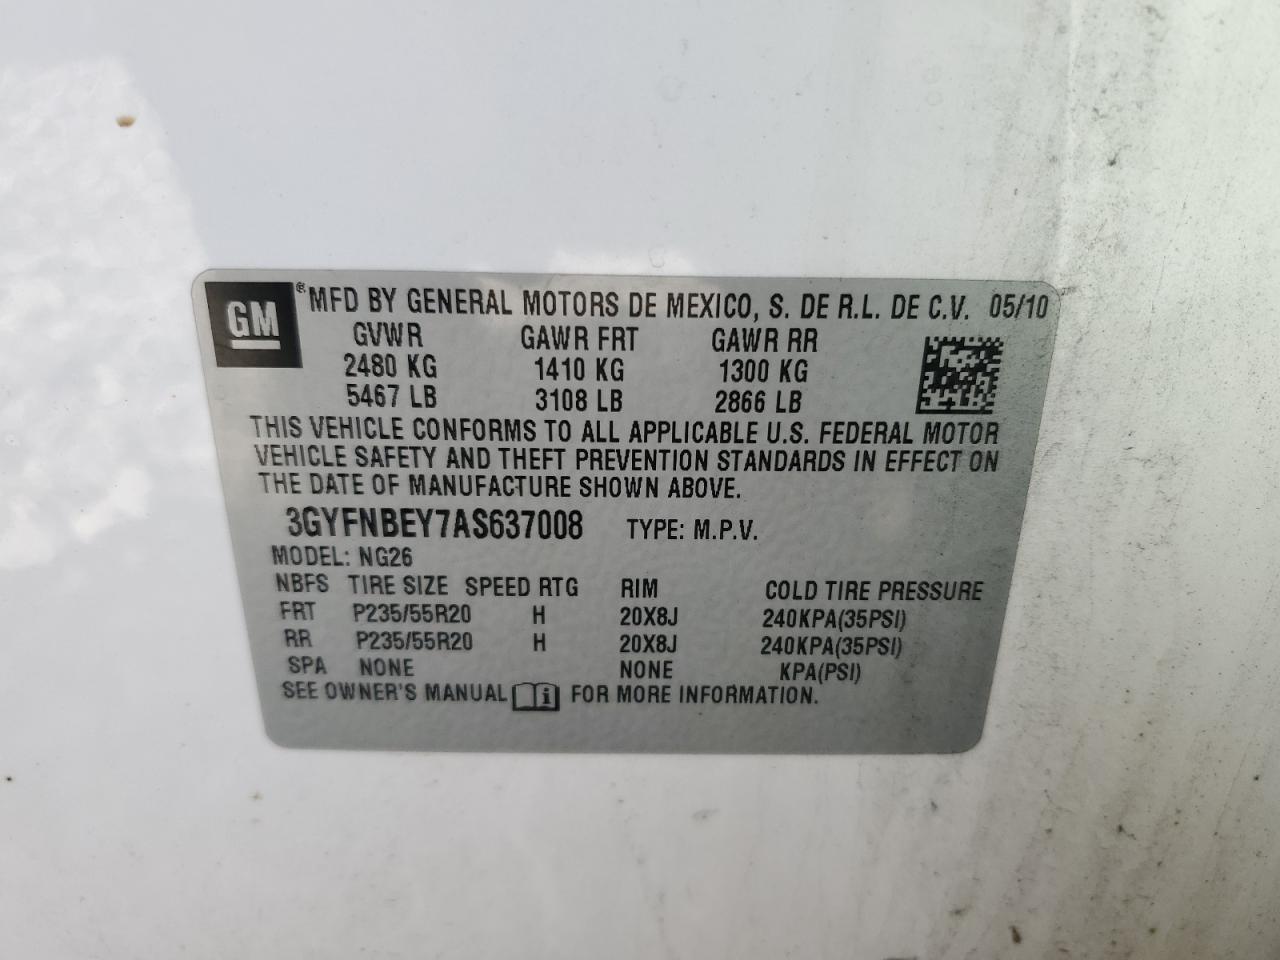 GM ® MFD BY GENERAL MOTORS DE MEXICO, S. DE R.L. DE C.V. 05/10
GVWR GAWR FRT GAWR RR
2480 KG 1410 KG 1300 KG
5467 LB 3108 LB 2866 LB
THIS VEHICLE CONFORMS TO ALL APPLICABLE U.S. FEDERAL MOTOR
VEHICLE SAFETY AND THEFT PREVENTION STANDARDS IN EFFECT ON
THE DATE OF MANUFACTURE SHOWN ABOVE.
3GYFNBEY7AS637008 TYPE: M.P.V.
MODEL: NG26
NBFS TIRE SIZE SPEED RTG RIM COLD TIRE PRESSURE
FRT P235/55R20 H 20X8J 240KPA(35PSI)
RR P235/55R20 H 20X8J 240KPA(35PSI)
SPA NONE NONE KPA(PSI)
SEE OWNER'S MANUAL i FOR MORE INFORMATION.